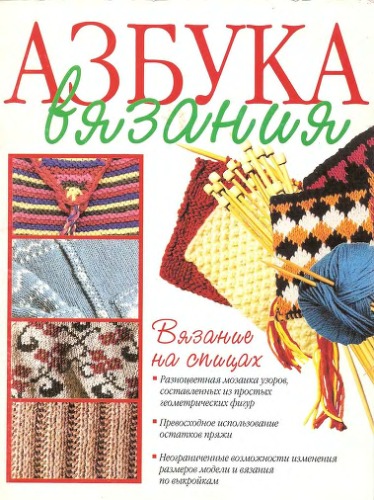 АЗБУКА
вязания
Вязание
на спицах
Разноцветная мозаика узоров,
составленных из простых
геометрических фигур
Превосходное использование
остатков пряжи
Неограниченные возможности изменения
размеров модели и вязания
по выкройкам